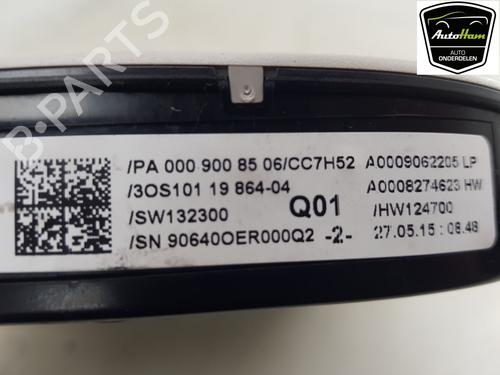 AutoHam
AUTO
ONDERDELEN
B-PARTS
/PA 000 900 85 06/CC7H52 A0009062205 LP
/3OS101 19 864-04 A0008274623 HW
/SW132300 Q01 /HW124700
/SN 90640OER000Q2 -2- 27.05.15 : 08.48